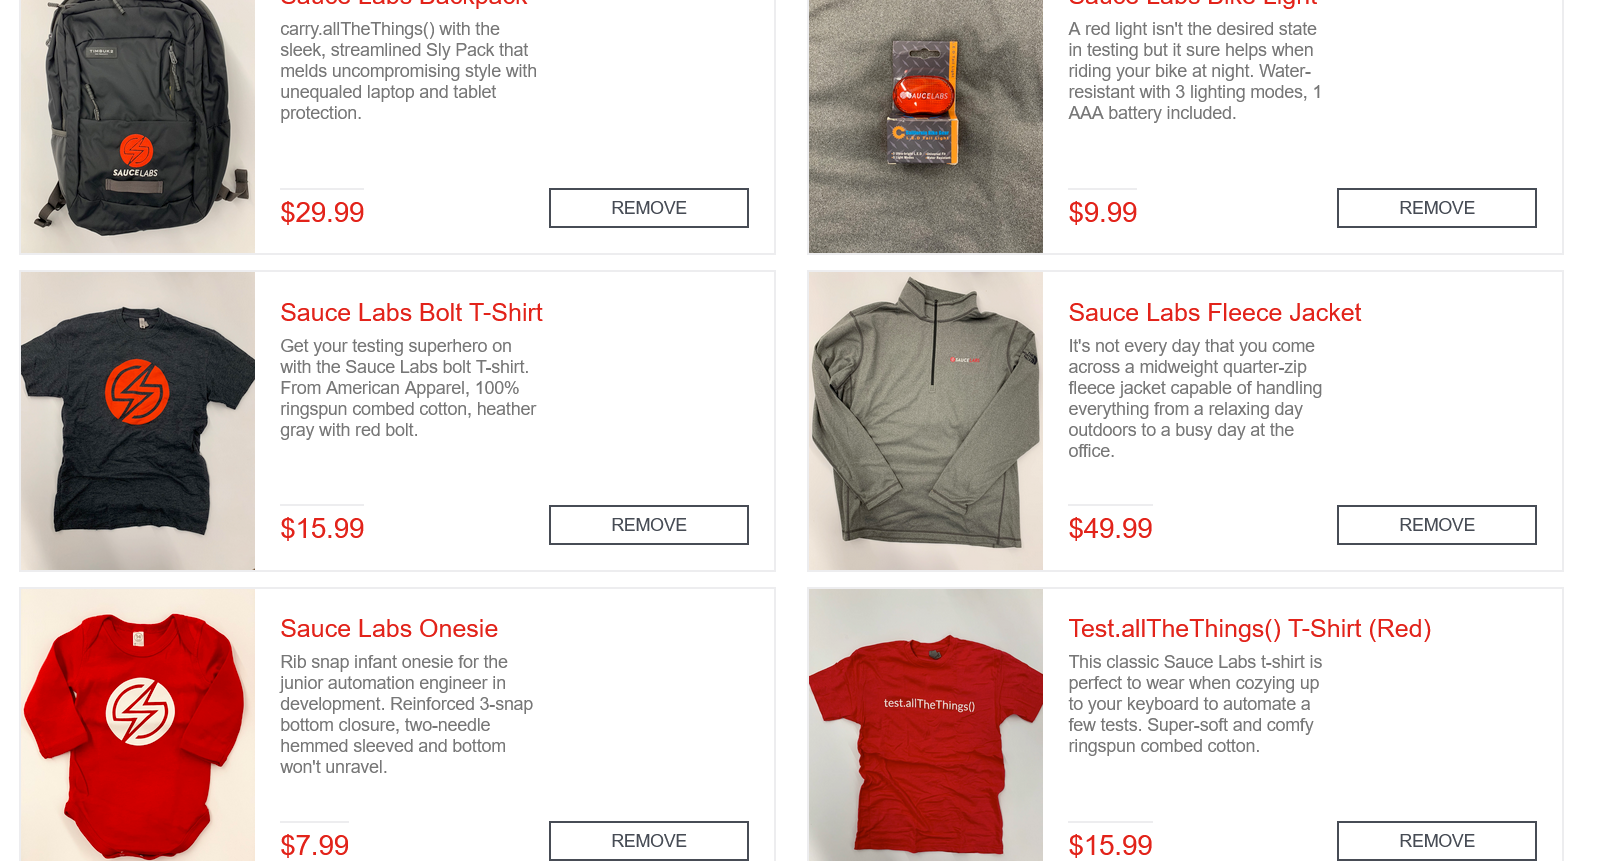 Sauce Labs Backpack
carry.allTheThings() with the
sleek, streamlined Sly Pack that
melds uncompromising style with
unequaled laptop and tablet
protection.
$29.99
REMOVE
TIMBUK2
SAUCELABS
Sauce Labs Bike Light
A red light isn't the desired state
in testing but it sure helps when
riding your bike at night. Water-
resistant with 3 lighting modes, 1
AAA battery included.
$9.99
REMOVE
SAUCELABS
Sauce Labs Bolt T-Shirt
Get your testing superhero on
with the Sauce Labs bolt T-shirt.
From American Apparel, 100%
ringspun combed cotton, heather
gray with red bolt.
$15.99
REMOVE
Sauce Labs Fleece Jacket
It's not every day that you come
across a midweight quarter-zip
fleece jacket capable of handling
everything from a relaxing day
outdoors to a busy day at the
office.
$49.99
REMOVE
SAUCELABS
Sauce Labs Onesie
Rib snap infant onesie for the
junior automation engineer in
development. Reinforced 3-snap
bottom closure, two-needle
hemmed sleeved and bottom
won't unravel.
$7.99
REMOVE
Test.allTheThings() T-Shirt (Red)
This classic Sauce Labs t-shirt is
perfect to wear when cozying up
to your keyboard to automate a
few tests. Super-soft and comfy
ringspun combed cotton.
$15.99
REMOVE
test.allTheThings()